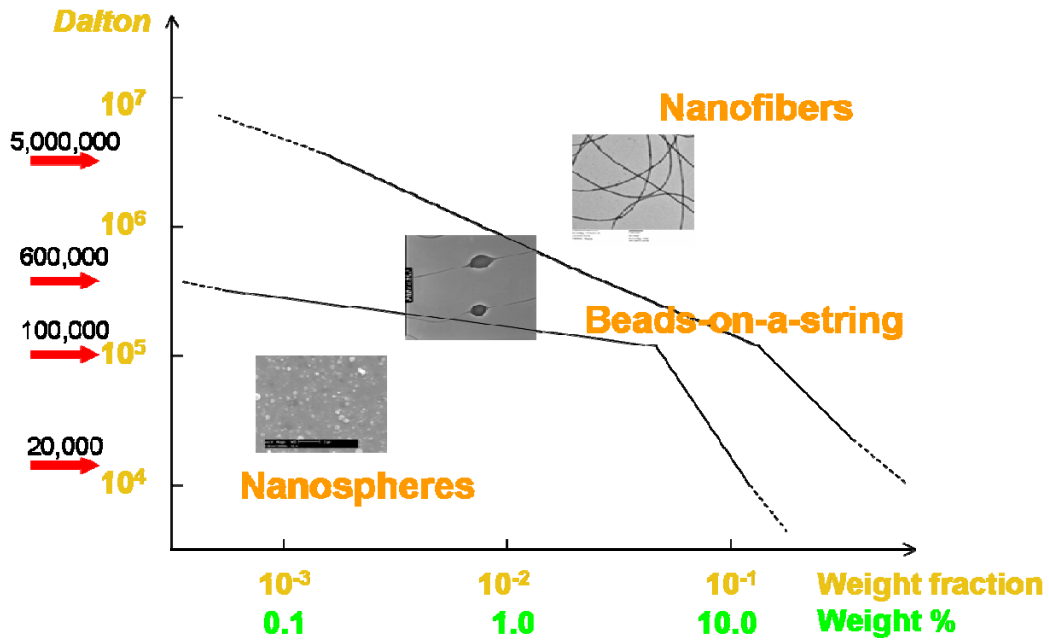 Dalton
10⁷
Nanofibers
5,000,000
10⁶
600,000
Beads-on-a-string
100,000
10⁵
20,000
10⁴
Nanospheres
10⁻³ 10⁻² 10⁻¹ Weight fraction
0.1 1.0 10.0 Weight %